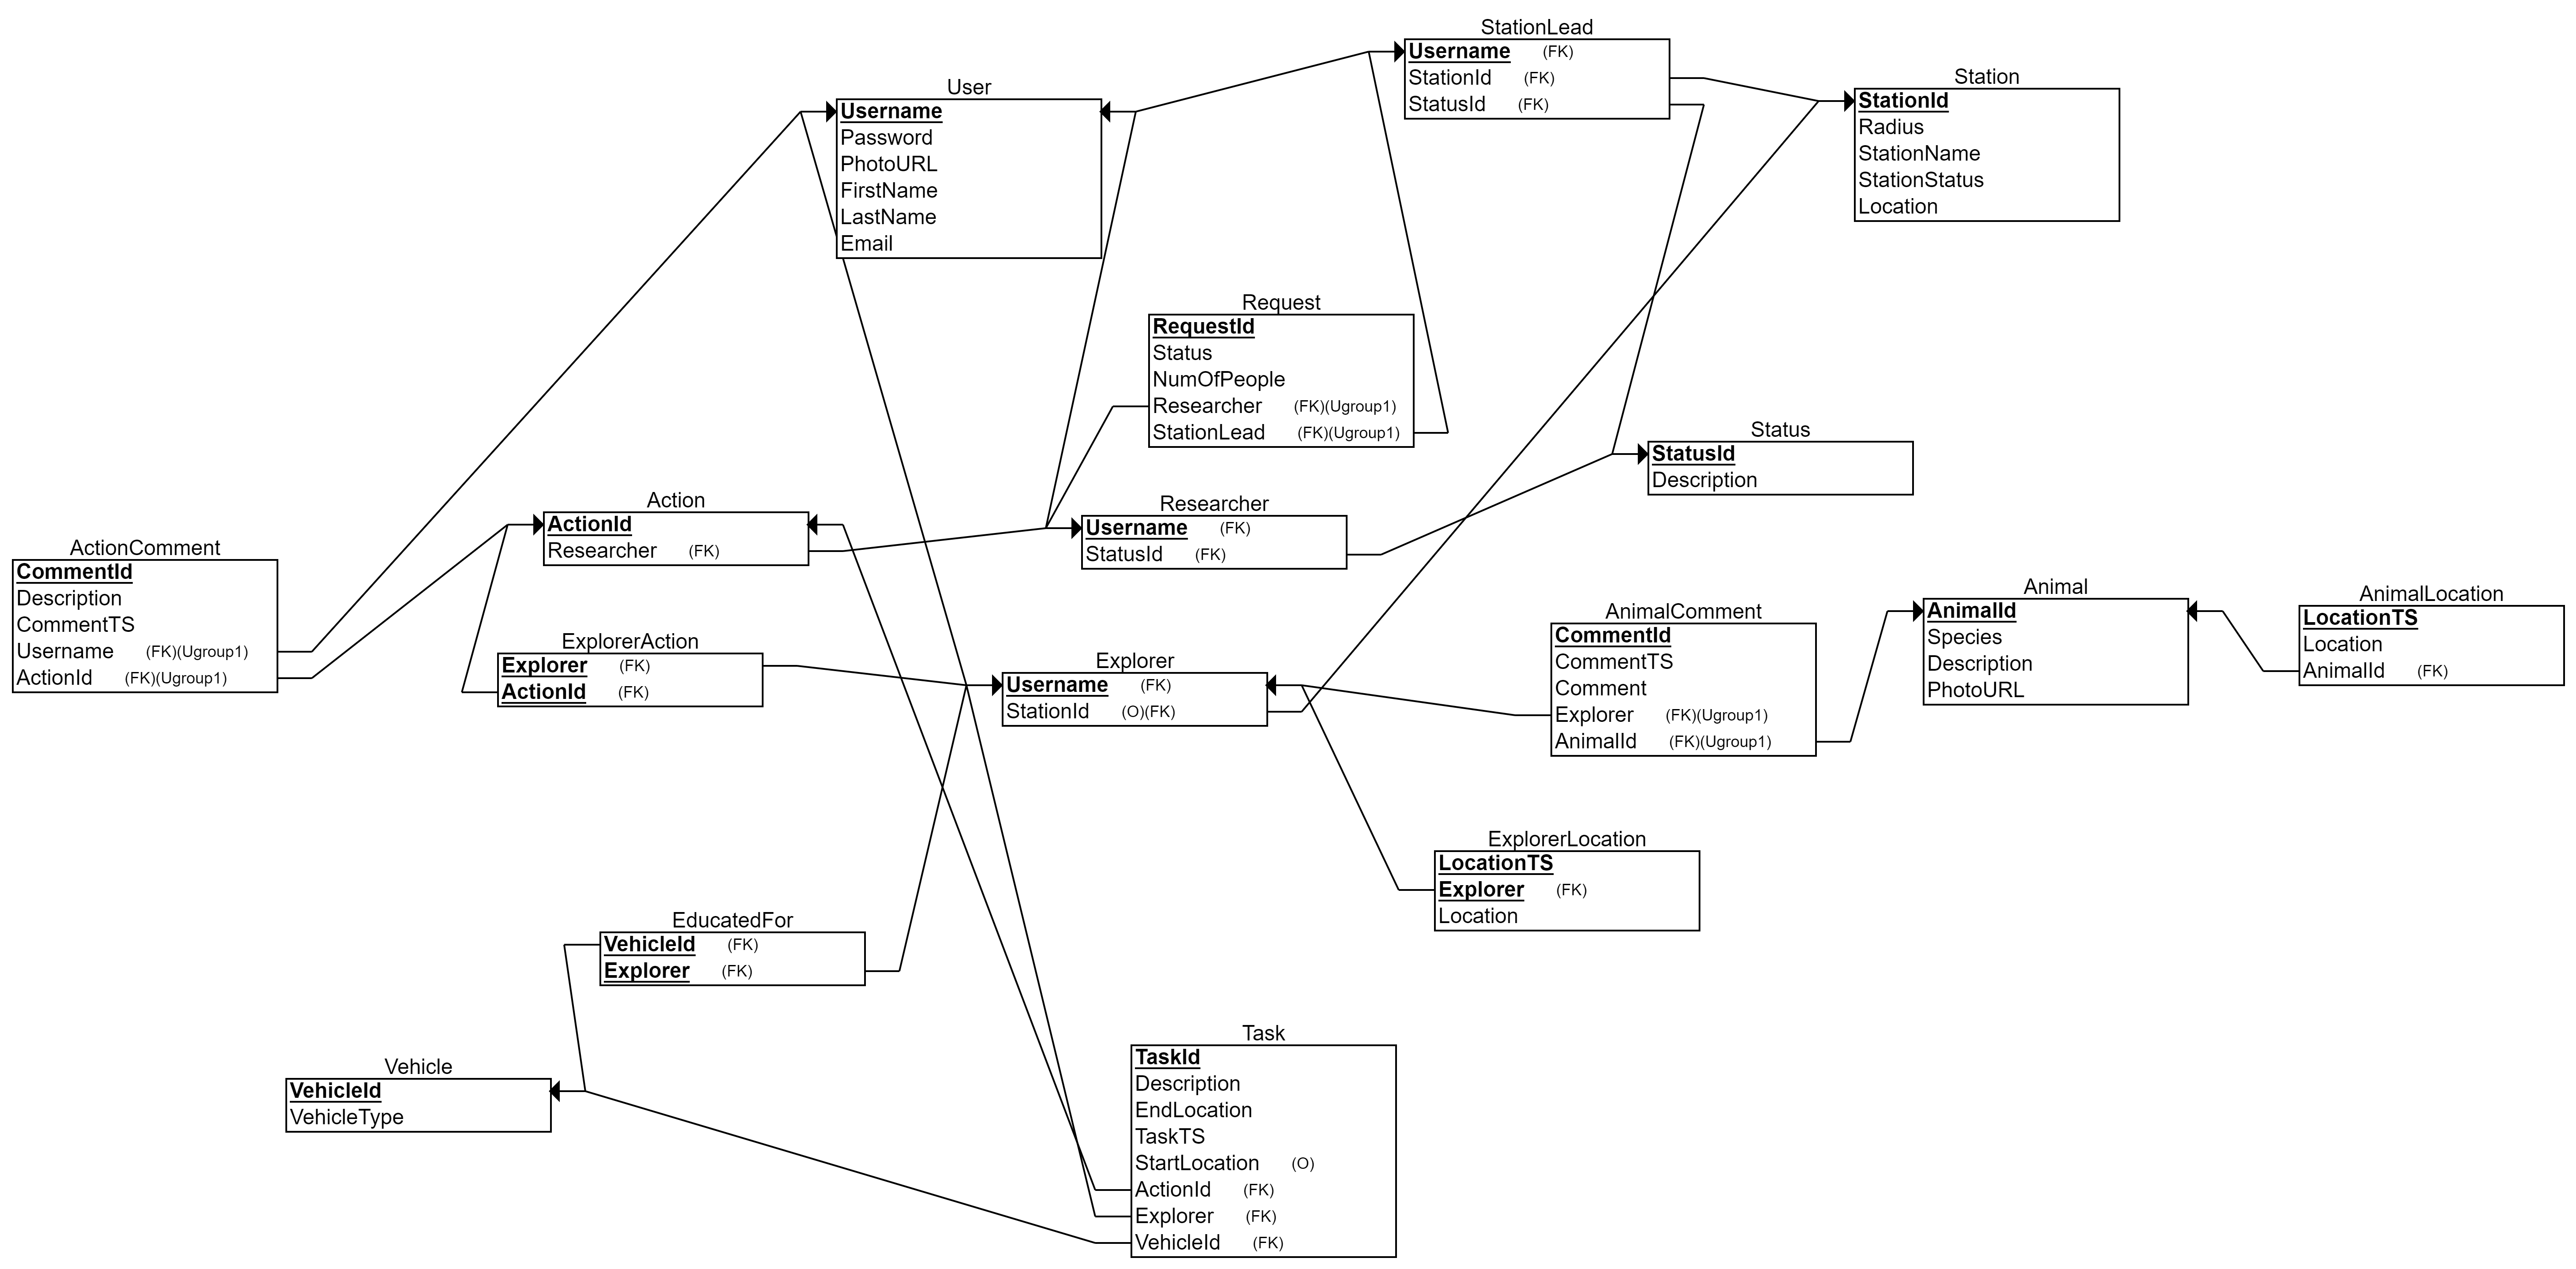 StationLead
Username (FK)
StationId (FK)
StatusId (FK)
Station
StationId
Radius
StationName
StationStatus
Location
User
Username
Password
PhotoURL
FirstName
LastName
Email
Request
RequestId
Status
NumOfPeople
Researcher (FK)(Ugroup1)
StationLead (FK)(Ugroup1)
Status
StatusId
Description
Action
ActionId
Researcher (FK)
Researcher
Username (FK)
StatusId (FK)
ActionComment
CommentId
Description
CommentTS
Username (FK)(Ugroup1)
ActionId (FK)(Ugroup1)
ExplorerAction
Explorer (FK)
ActionId (FK)
Explorer
Username (FK)
StationId (O)(FK)
AnimalComment
CommentId
CommentTS
Comment
Explorer (FK)(Ugroup1)
AnimalId (FK)(Ugroup1)
Animal
AnimalId
Species
Description
PhotoURL
AnimalLocation
LocationTS
Location
AnimalId (FK)
ExplorerLocation
LocationTS
Explorer (FK)
Location
EducatedFor
VehicleId (FK)
Explorer (FK)
Vehicle
VehicleId
VehicleType
Task
TaskId
Description
EndLocation
TaskTS
StartLocation (O)
ActionId (FK)
Explorer (FK)
VehicleId (FK)